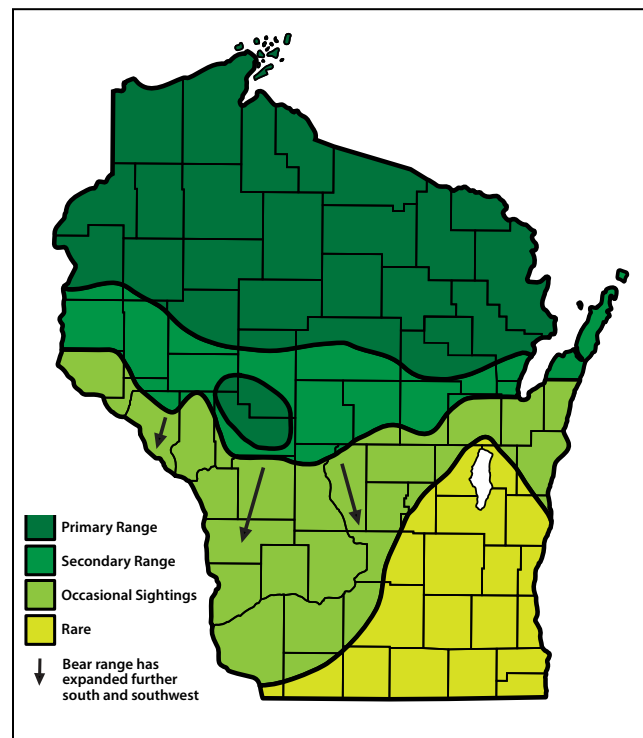 Primary Range
Secondary Range
Occasional Sightings
Rare
Bear range has
expanded further
south and southwest